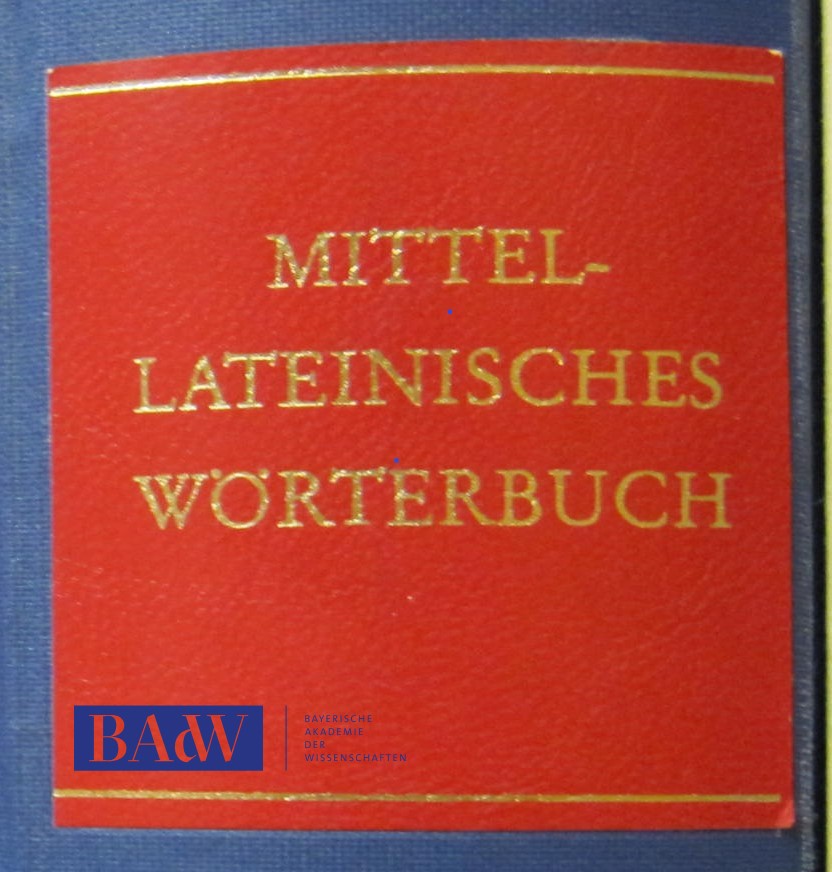 MITTEL-
LATEINISCHES
WÖRTERBUCH
BAdW
BAYERISCHE
AKADEMIE
DER
WISSENSCHAFTEN